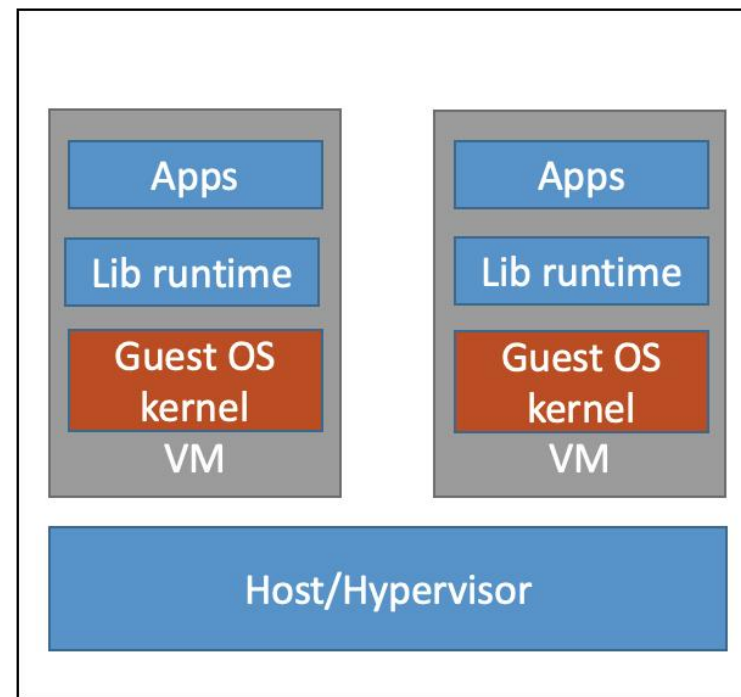 Apps
Lib runtime
Guest OS
kernel
VM
Apps
Lib runtime
Guest OS
kernel
VM
Host/Hypervisor